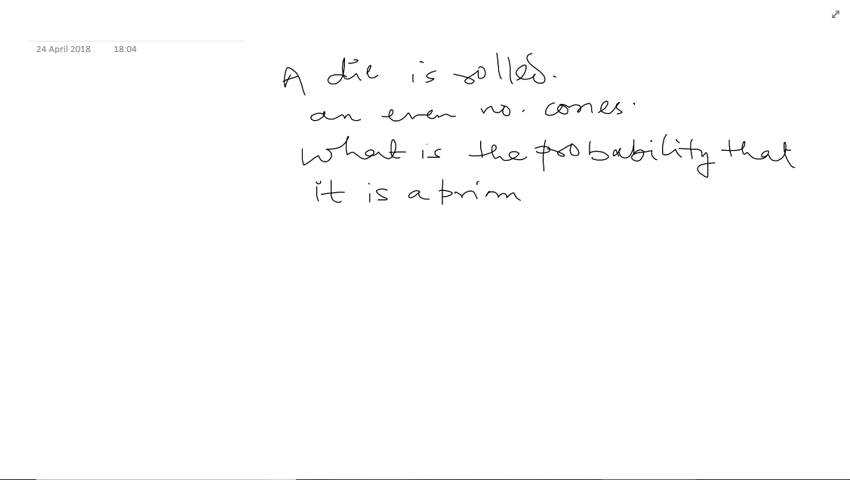 24 April 2018 18:04
A die is rolled.
an even no. comes.
What is the probability that
it is a prim